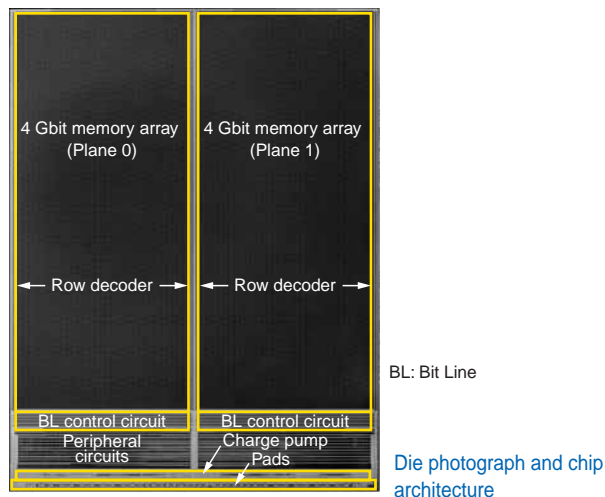 4 Gbit memory array
(Plane 0)
4 Gbit memory array
(Plane 1)
Row decoder
Row decoder
BL: Bit Line
BL control circuit
BL control circuit
Peripheral
circuits
Charge pump
Pads
Die photograph and chip
architecture